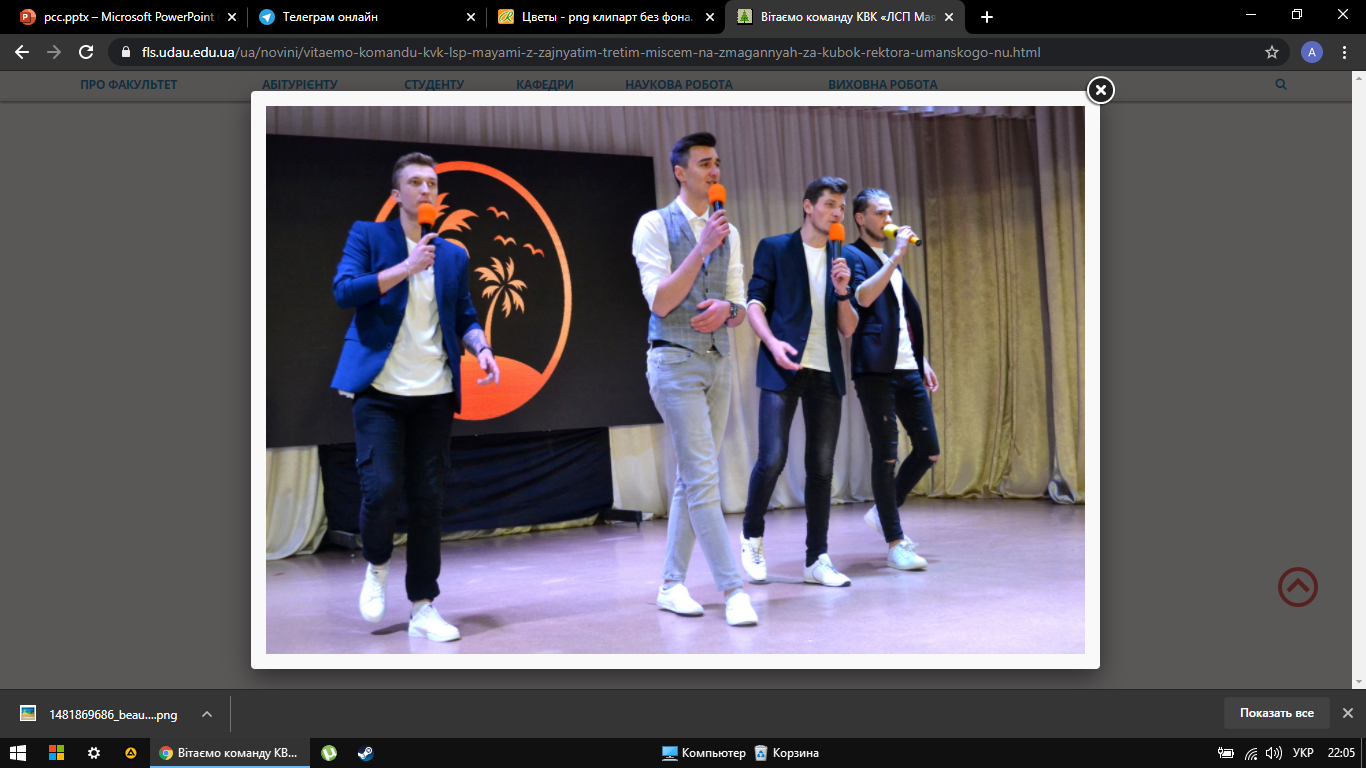 pcc.pptx – Microsoft PowerPoint
Телеграм онлайн
Цветы - png клипарт без фона.
Вітаємо команду КВК «ЛСП Мая
fls.udau.edu.ua/ua/novini/vitaemo-komandu-kvk-lsp-mayami-z-zajnyatim-tretim-miscem-na-zmagannyah-za-kubok-rektora-umanskogo-nu.html
A
ПРО ФАКУЛЬТЕТ АБІТУРІЄНТУ СТУДЕНТУ КАФЕДРИ НАУКОВА РОБОТА ВИХОВНА РОБОТА
1481869686_beau....png
Показать все
Вітаємо команду КВ...
Компьютер
Корзина
УКР
22:05